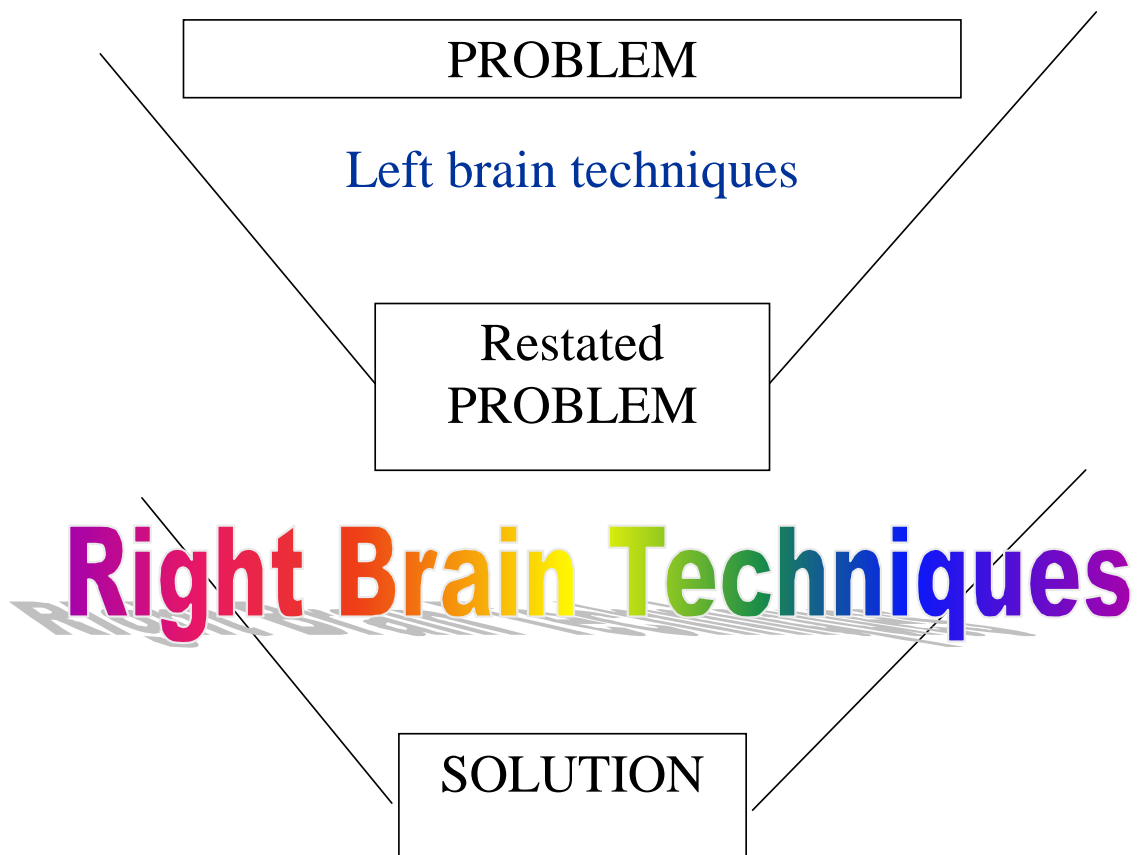 PROBLEM
Left brain techniques
Restated
PROBLEM
Right Brain Techniques
SOLUTION